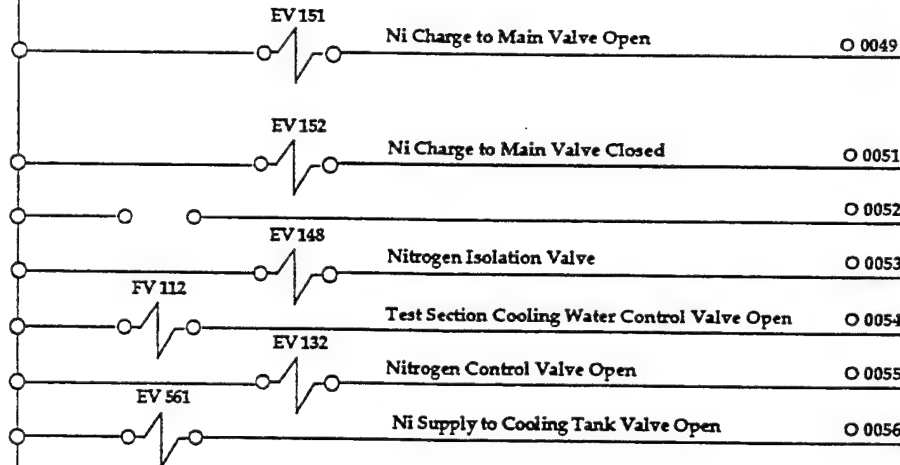 EV 151
Ni Charge to Main Valve Open O 0049
EV 152
Ni Charge to Main Valve Closed O 0051
O 0052
EV 148
Nitrogen Isolation Valve O 0053
FV 112
Test Section Cooling Water Control Valve Open O 0054
EV 132
Nitrogen Control Valve Open O 0055
EV 561
Ni Supply to Cooling Tank Valve Open O 0056